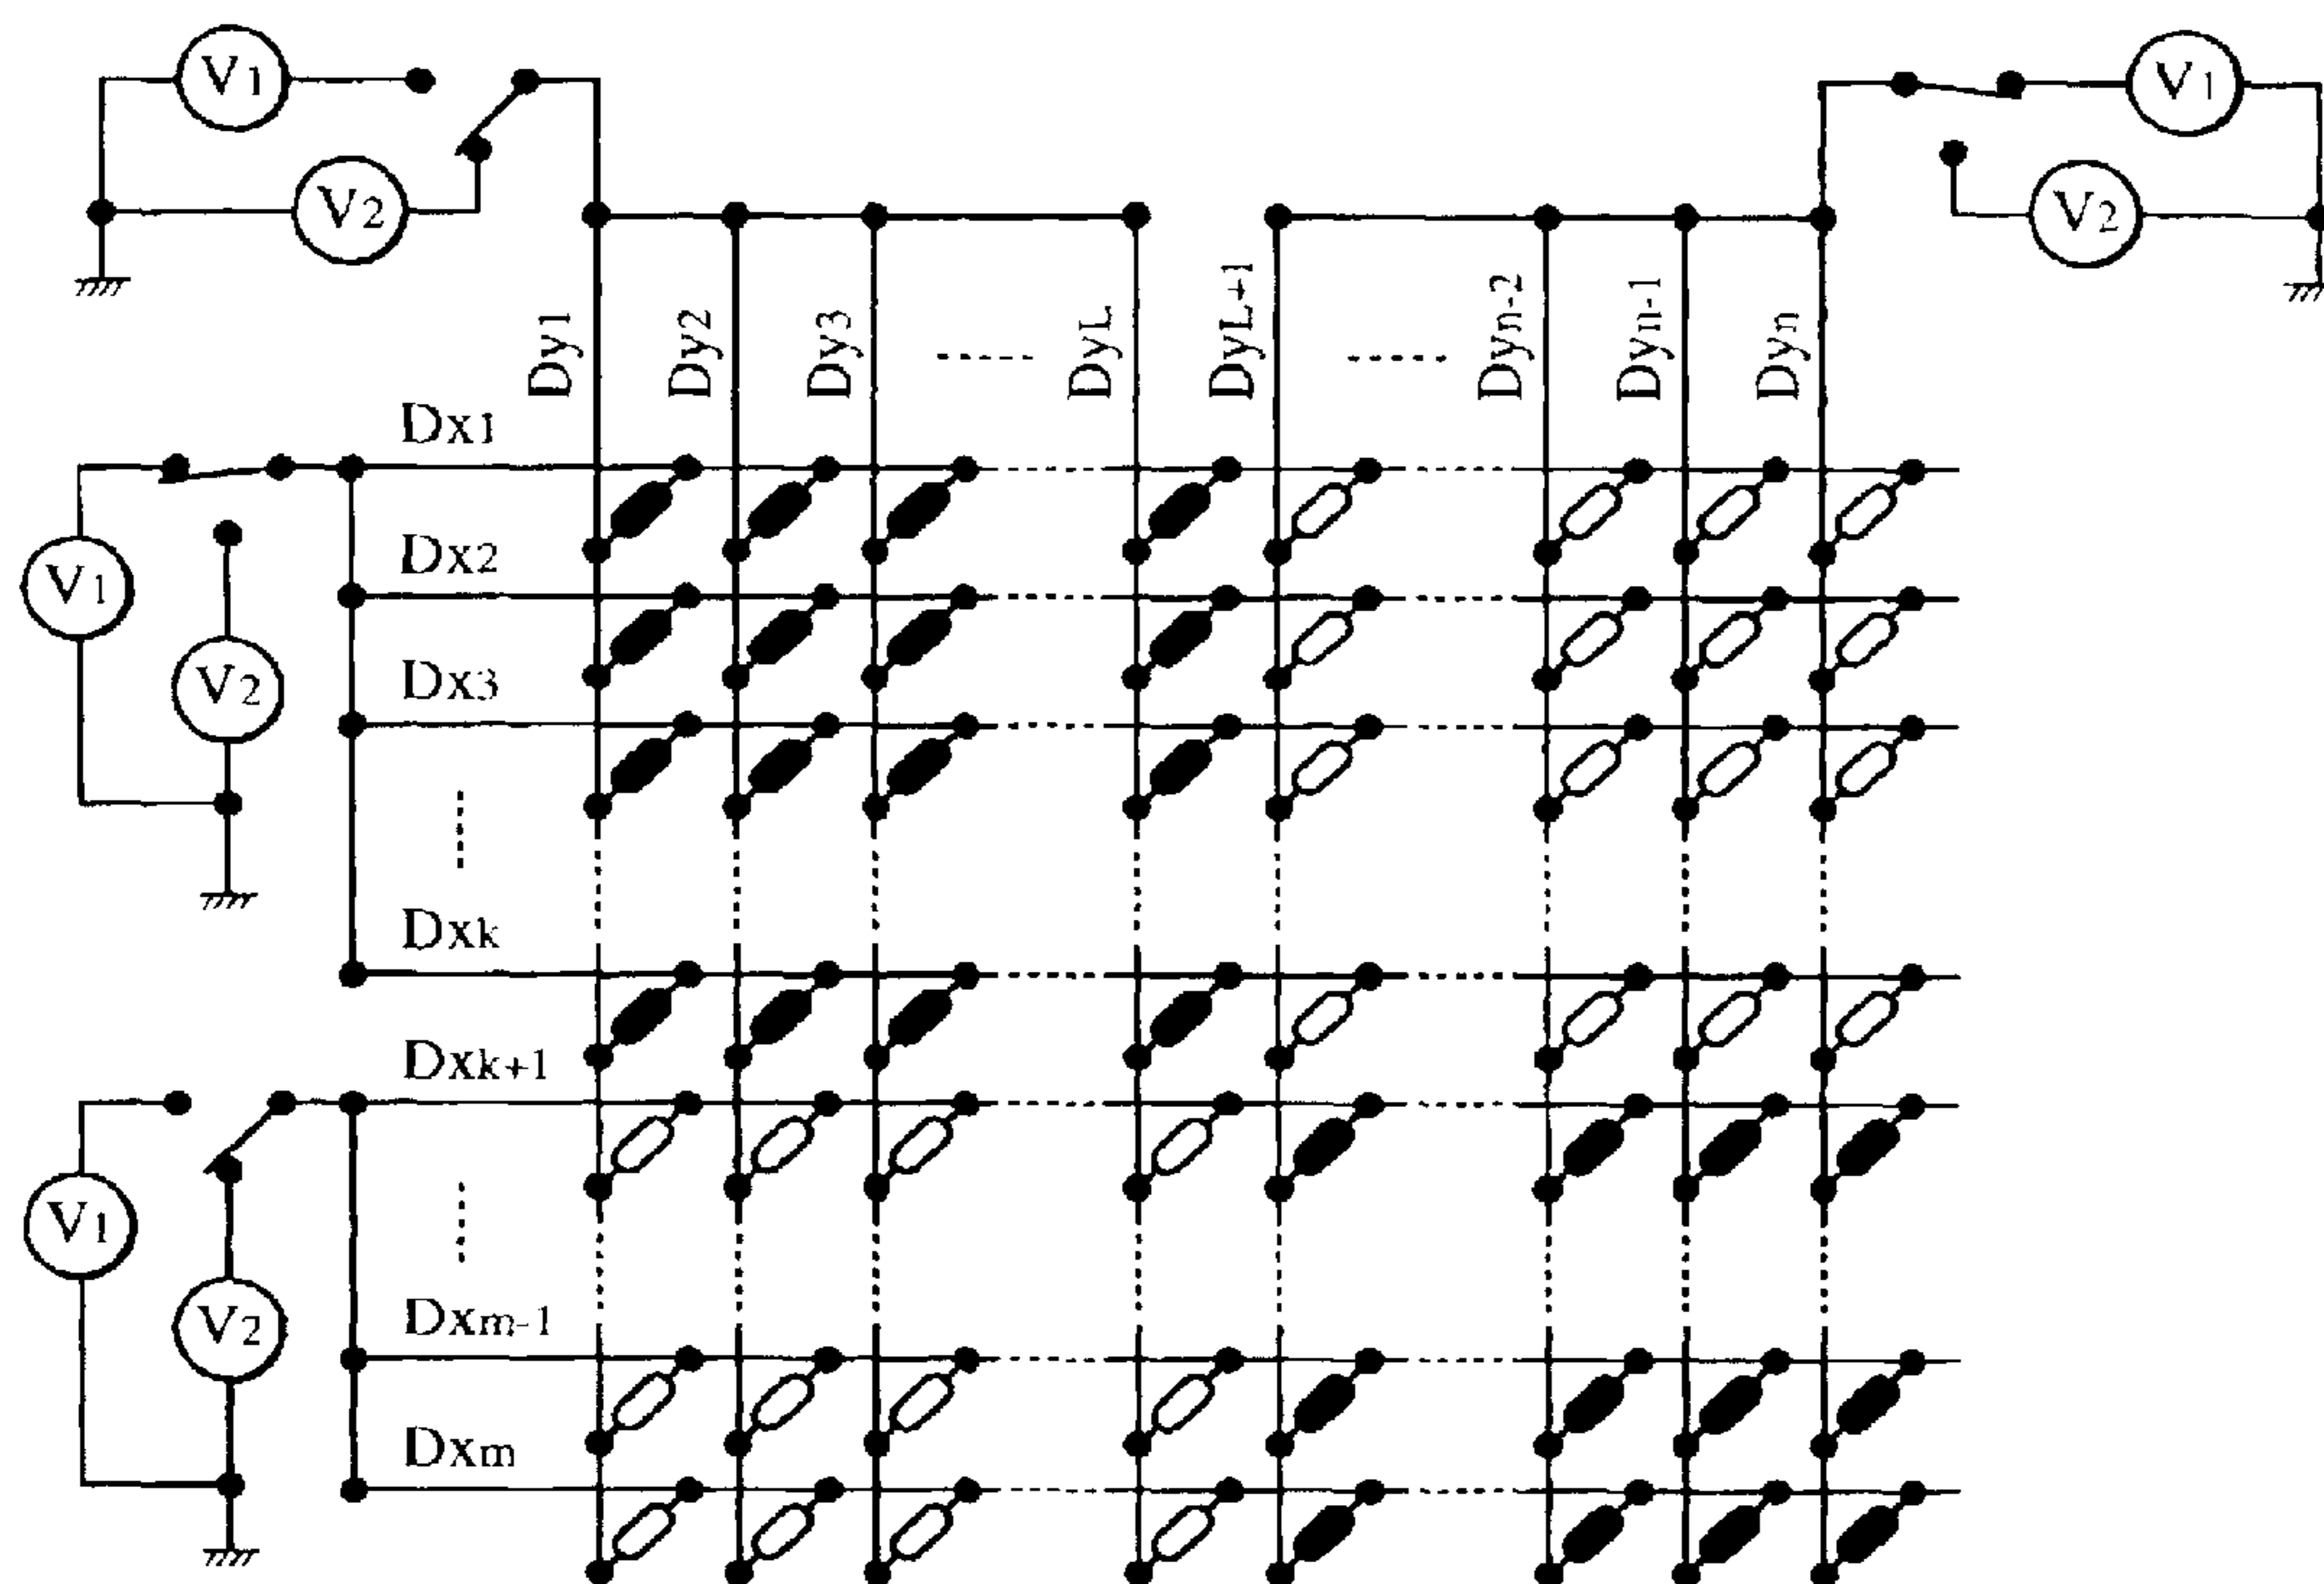 V1
V1
V2
V2
Dy1
Dy2
Dy3
DyL
DyL+1
Dyn-2
Dyn-1
Dyn
Dx1
Dx2
V1
Dx3
V2
Dxk
Dxk+1
V1
Dxm-1
V2
Dxm